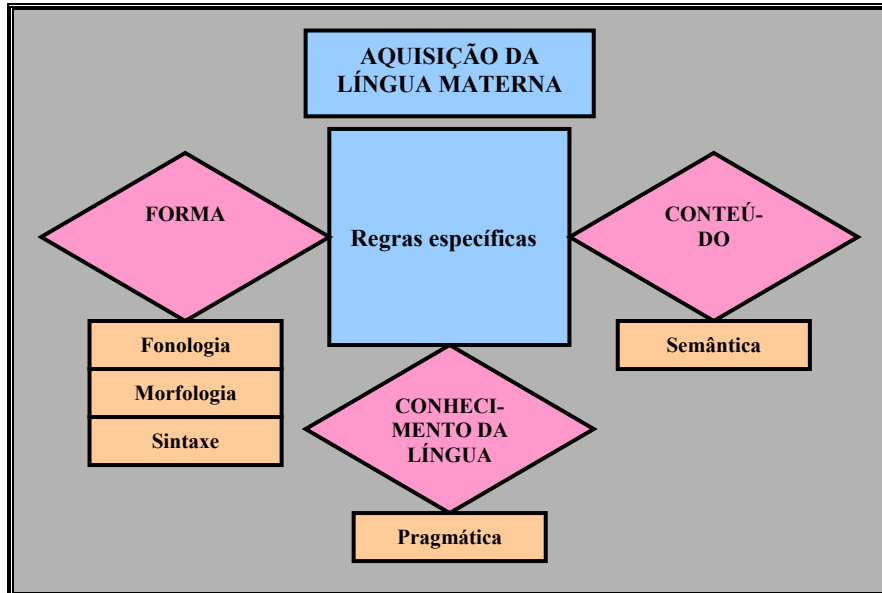 AQUISIÇÃO DA
LÍNGUA MATERNA
FORMA
Regras específicas
CONTEÚ-
DO
Fonologia
Morfologia
Sintaxe
Semântica
CONHECI-
MENTO DA
LÍNGUA
Pragmática